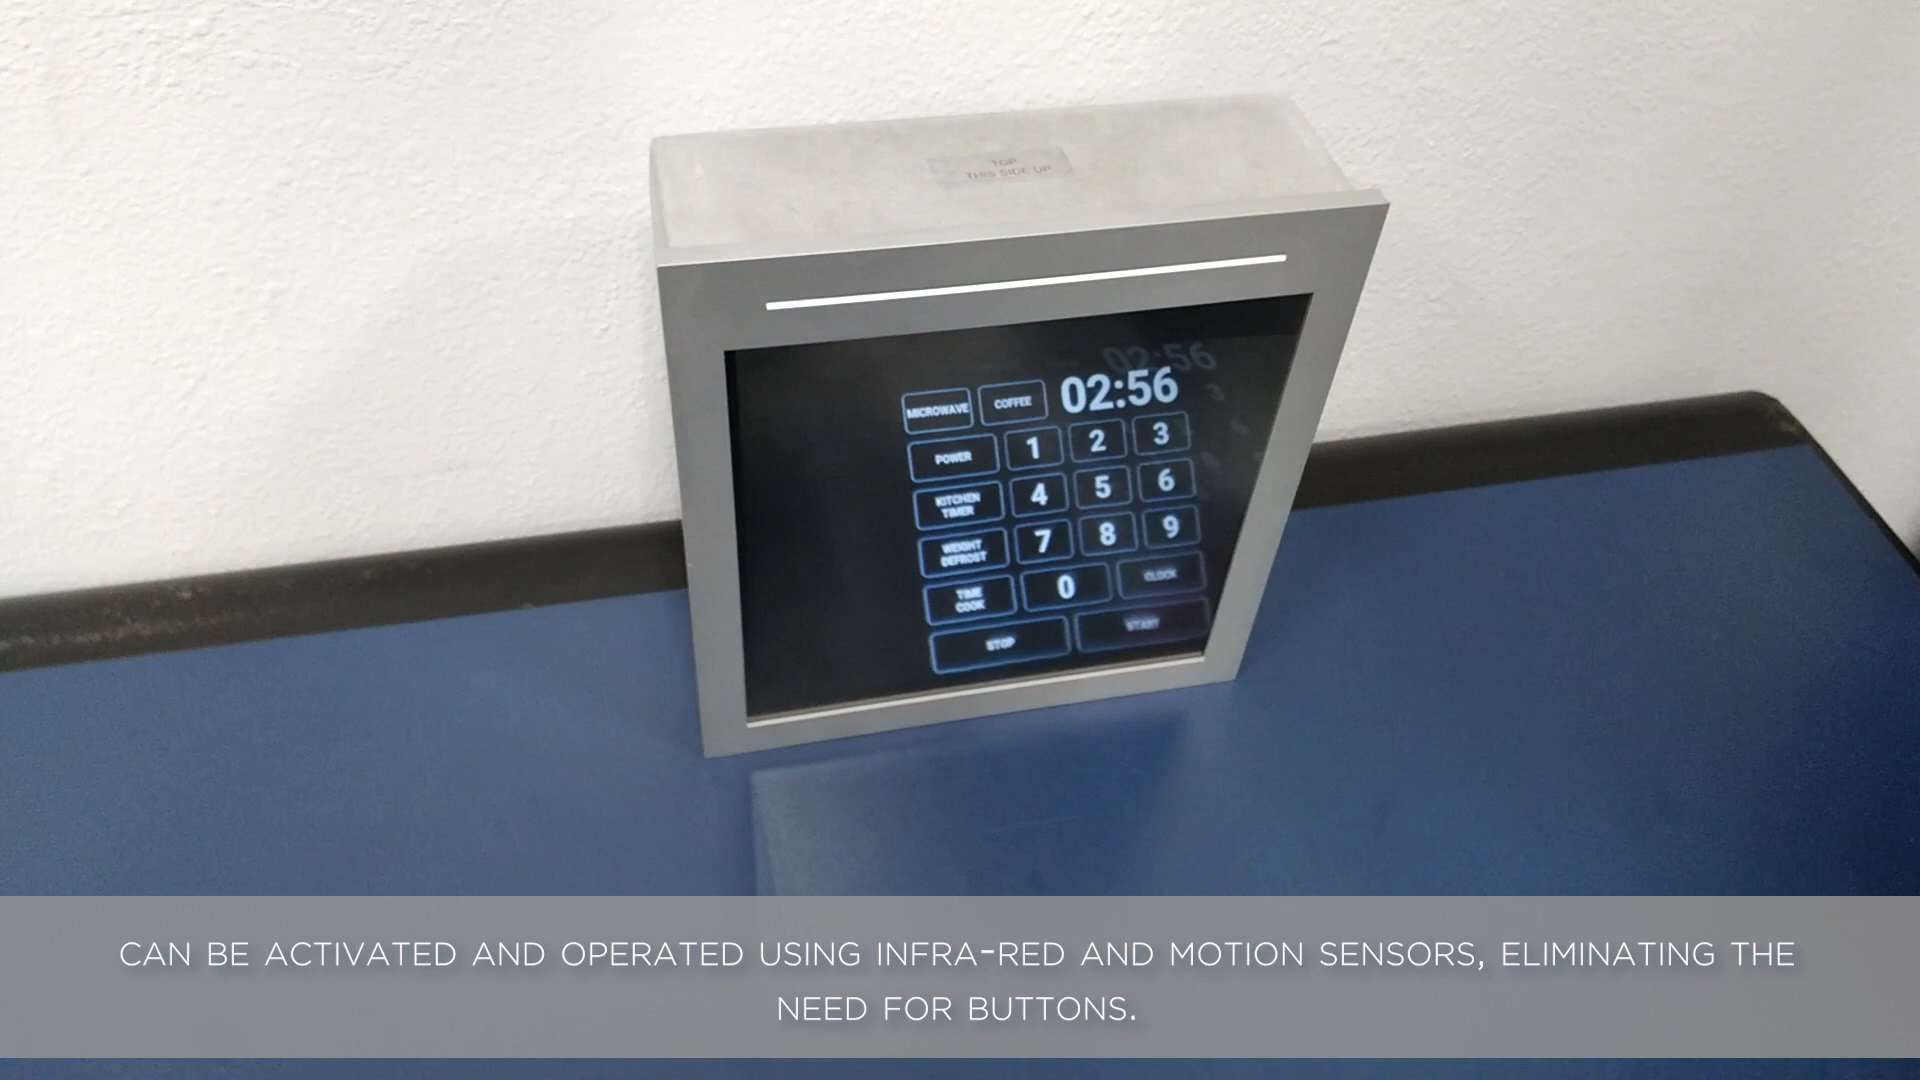 TOP
THIS SIDE UP
02:56
02:56
MICROWAVE COFFEE
POWER 1 2 3
KITCHEN
TIMER
4 5 6
WEIGHT
DEFROST
7 8 9
TIME
COOK
0 CLOCK
STOP START
CAN BE ACTIVATED AND OPERATED USING INFRA-RED AND MOTION SENSORS, ELIMINATING THE
NEED FOR BUTTONS.